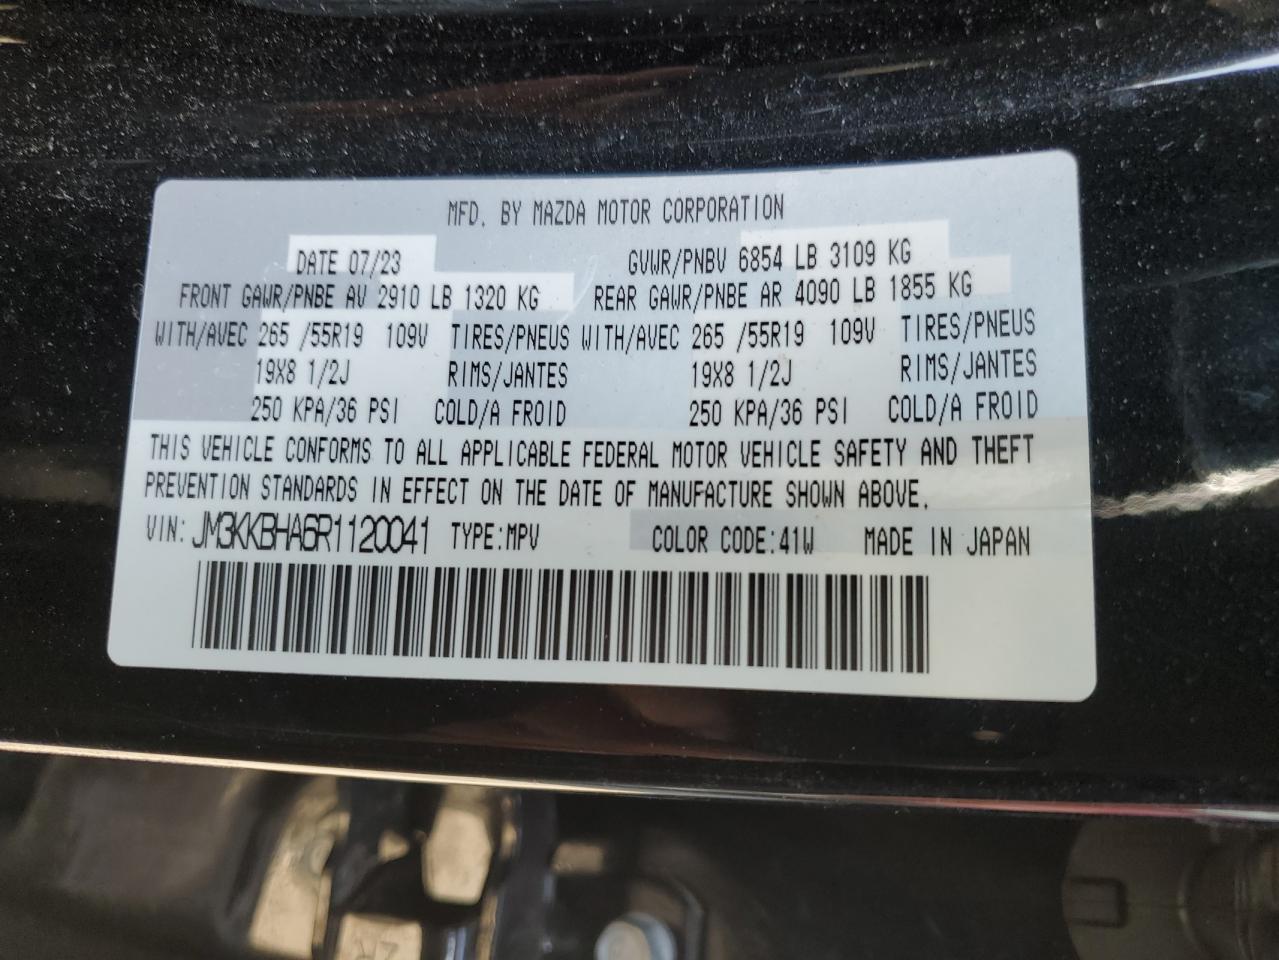 MFD. BY MAZDA MOTOR CORPORATION
DATE 07/23 GVWR/PNBV 6854 LB 3109 KG
FRONT GAWR/PNBE AV 2910 LB 1320 KG REAR GAWR/PNBE AR 4090 LB 1855 KG
WITH/AVEC 265 /55R19 109V TIRES/PNEUS WITH/AVEC 265 /55R19 109V TIRES/PNEUS
19X8 1/2J RIMS/JANTES 19X8 1/2J RIMS/JANTES
250 KPA/36 PSI COLD/A FROID 250 KPA/36 PSI COLD/A FROID
THIS VEHICLE CONFORMS TO ALL APPLICABLE FEDERAL MOTOR VEHICLE SAFETY AND THEFT
PREVENTION STANDARDS IN EFFECT ON THE DATE OF MANUFACTURE SHOWN ABOVE.
VIN: JM3KKBHA6R1120041 TYPE:MPV COLOR CODE:41W MADE IN JAPAN